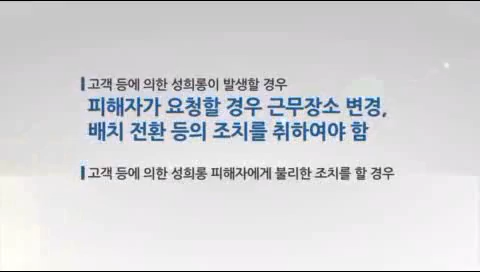 고객 등에 의한 성희롱이 발생할 경우
피해자가 요청할 경우 근무장소 변경,
배치 전환 등의 조치를 취하여야 함
고객 등에 의한 성희롱 피해자에게 불리한 조치를 할 경우